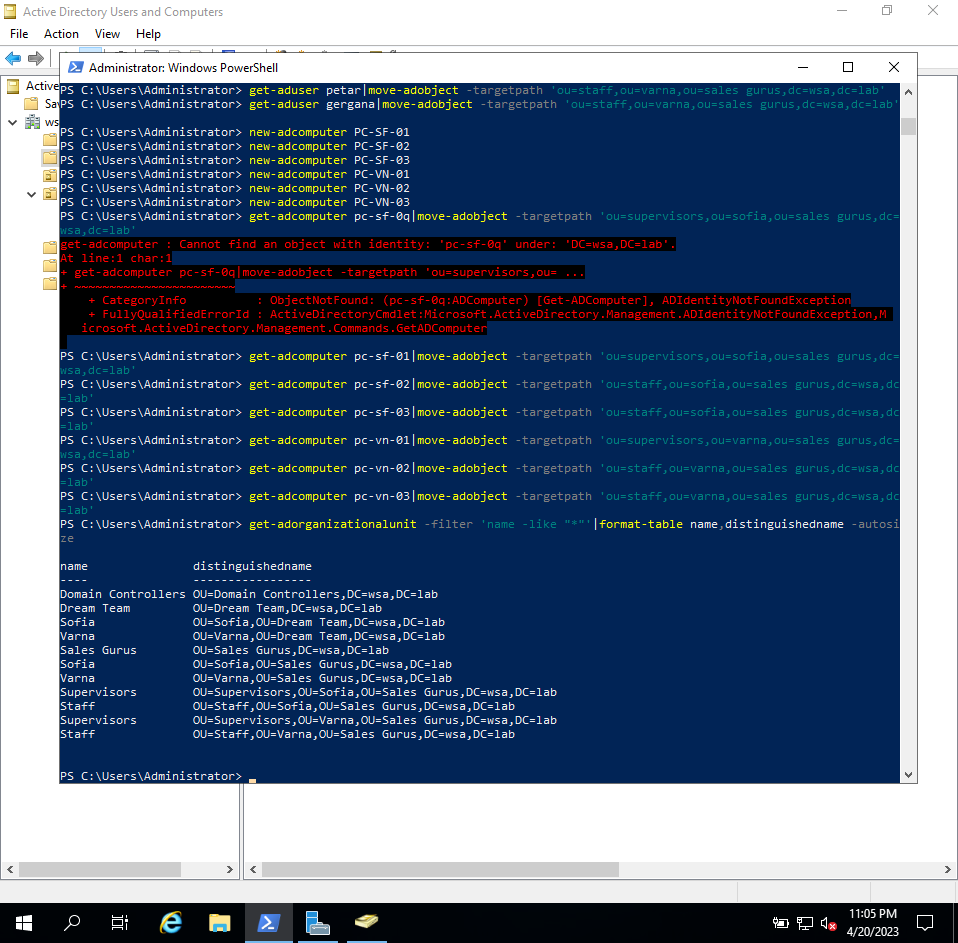 Active Directory Users and Computers
File Action View Help
Administrator: Windows PowerShell
Active
Sav
ws
PS C:\Users\Administrator> get-aduser petar|move-adobject -targetpath 'ou=staff,ou=varna,ou=sales gurus,dc=wsa,dc=lab'
PS C:\Users\Administrator> get-aduser gergana|move-adobject -targetpath 'ou=staff,ou=varna,ou=sales gurus,dc=wsa,dc=lab'
PS C:\Users\Administrator> new-adcomputer PC-SF-01
PS C:\Users\Administrator> new-adcomputer PC-SF-02
PS C:\Users\Administrator> new-adcomputer PC-SF-03
PS C:\Users\Administrator> new-adcomputer PC-VN-01
PS C:\Users\Administrator> new-adcomputer PC-VN-02
PS C:\Users\Administrator> new-adcomputer PC-VN-03
PS C:\Users\Administrator> get-adcomputer pc-sf-0q|move-adobject -targetpath 'ou=supervisors,ou=sofia,ou=sales gurus,dc=
wsa,dc=lab'
get-adcomputer : Cannot find an object with identity: 'pc-sf-0q' under: 'DC=wsa,DC=lab'.
At line:1 char:1
+ get-adcomputer pc-sf-0q|move-adobject -targetpath 'ou=supervisors,ou= ...
+ ~~~~~~~~~~~~~~~~~~~~~~~
+ CategoryInfo : ObjectNotFound: (pc-sf-0q:ADComputer) [Get-ADComputer], ADIdentityNotFoundException
+ FullyQualifiedErrorId : ActiveDirectoryCmdlet:Microsoft.ActiveDirectory.Management.ADIdentityNotFoundException,M
icrosoft.ActiveDirectory.Management.Commands.GetADComputer
PS C:\Users\Administrator> get-adcomputer pc-sf-01|move-adobject -targetpath 'ou=supervisors,ou=sofia,ou=sales gurus,dc=
wsa,dc=lab'
PS C:\Users\Administrator> get-adcomputer pc-sf-02|move-adobject -targetpath 'ou=staff,ou=sofia,ou=sales gurus,dc=wsa,dc
=lab'
PS C:\Users\Administrator> get-adcomputer pc-sf-03|move-adobject -targetpath 'ou=staff,ou=sofia,ou=sales gurus,dc=wsa,dc
=lab'
PS C:\Users\Administrator> get-adcomputer pc-vn-01|move-adobject -targetpath 'ou=supervisors,ou=varna,ou=sales gurus,dc=
wsa,dc=lab'
PS C:\Users\Administrator> get-adcomputer pc-vn-02|move-adobject -targetpath 'ou=staff,ou=varna,ou=sales gurus,dc=wsa,dc
=lab'
PS C:\Users\Administrator> get-adcomputer pc-vn-03|move-adobject -targetpath 'ou=staff,ou=varna,ou=sales gurus,dc=wsa,dc
=lab'
PS C:\Users\Administrator> get-adorganizationalunit -filter 'name -like "*"'|format-table name,distinguishedname -autosi
ze
name distinguishedname
---- -----------------
Domain Controllers OU=Domain Controllers,DC=wsa,DC=lab
Dream Team OU=Dream Team,DC=wsa,DC=lab
Sofia OU=Sofia,OU=Dream Team,DC=wsa,DC=lab
Varna OU=Varna,OU=Dream Team,DC=wsa,DC=lab
Sales Gurus OU=Sales Gurus,DC=wsa,DC=lab
Sofia OU=Sofia,OU=Sales Gurus,DC=wsa,DC=lab
Varna OU=Varna,OU=Sales Gurus,DC=wsa,DC=lab
Supervisors OU=Supervisors,OU=Sofia,OU=Sales Gurus,DC=wsa,DC=lab
Staff OU=Staff,OU=Sofia,OU=Sales Gurus,DC=wsa,DC=lab
Supervisors OU=Supervisors,OU=Varna,OU=Sales Gurus,DC=wsa,DC=lab
Staff OU=Staff,OU=Varna,OU=Sales Gurus,DC=wsa,DC=lab
PS C:\Users\Administrator> _
11:05 PM
4/20/2023